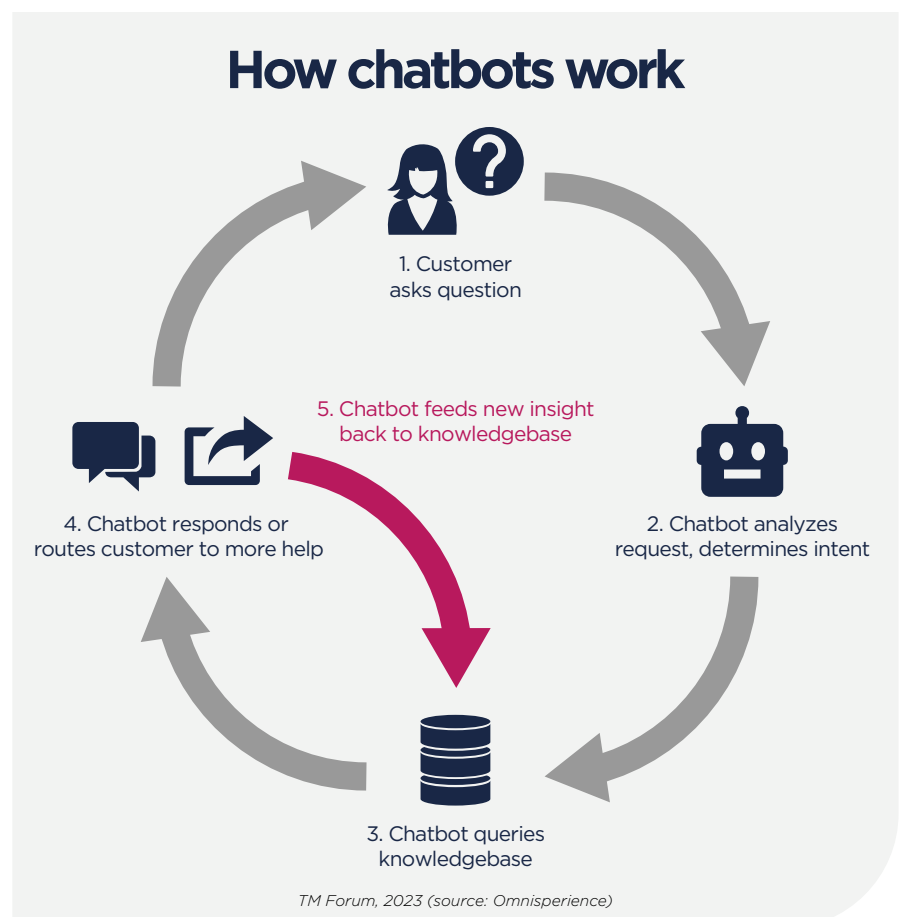 How chatbots work
?
1. Customer
asks question
5. Chatbot feeds new insight
back to knowledgebase
4. Chatbot responds or
routes customer to more help
2. Chatbot analyzes
request, determines intent
3. Chatbot queries
knowledgebase
TM Forum, 2023 (source: Omnisperience)